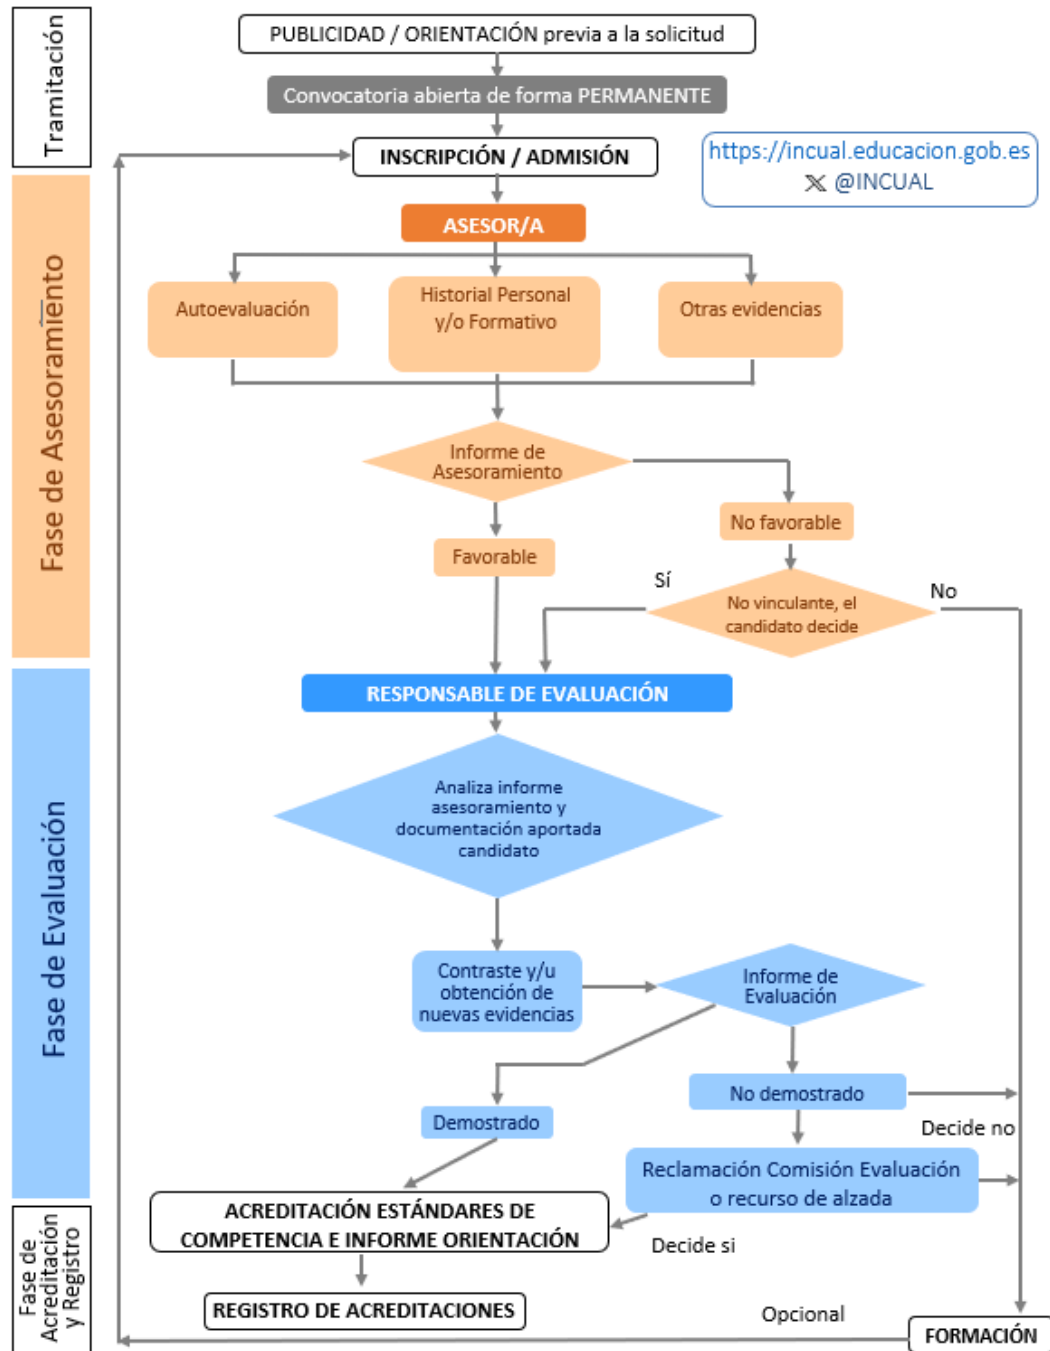 Tramitación
PUBLICIDAD / ORIENTACIÓN previa a la solicitud
Convocatoria abierta de forma PERMANENTE
INSCRIPCIÓN / ADMISIÓN
https://incual.educacion.gob.es
𝕏 @INCUAL
Fase de Asesoramiento
ASESOR/A
Autoevaluación
Historial Personal
y/o Formativo
Otras evidencias
Informe de
Asesoramiento
No favorable
Favorable
Sí
No
No vinculante, el
candidato decide
Fase de Evaluación
RESPONSABLE DE EVALUACIÓN
Analiza informe
asesoramiento y
documentación aportada
candidato
Contraste y/u
obtención de
nuevas evidencias
Informe de
Evaluación
No demostrado
Demostrado
Decide no
Reclamación Comisión Evaluación
o recurso de alzada
Fase de
Acreditación
y Registro
ACREDITACIÓN ESTÁNDARES DE
COMPETENCIA E INFORME ORIENTACIÓN
Decide si
REGISTRO DE ACREDITACIONES
Opcional
FORMACIÓN